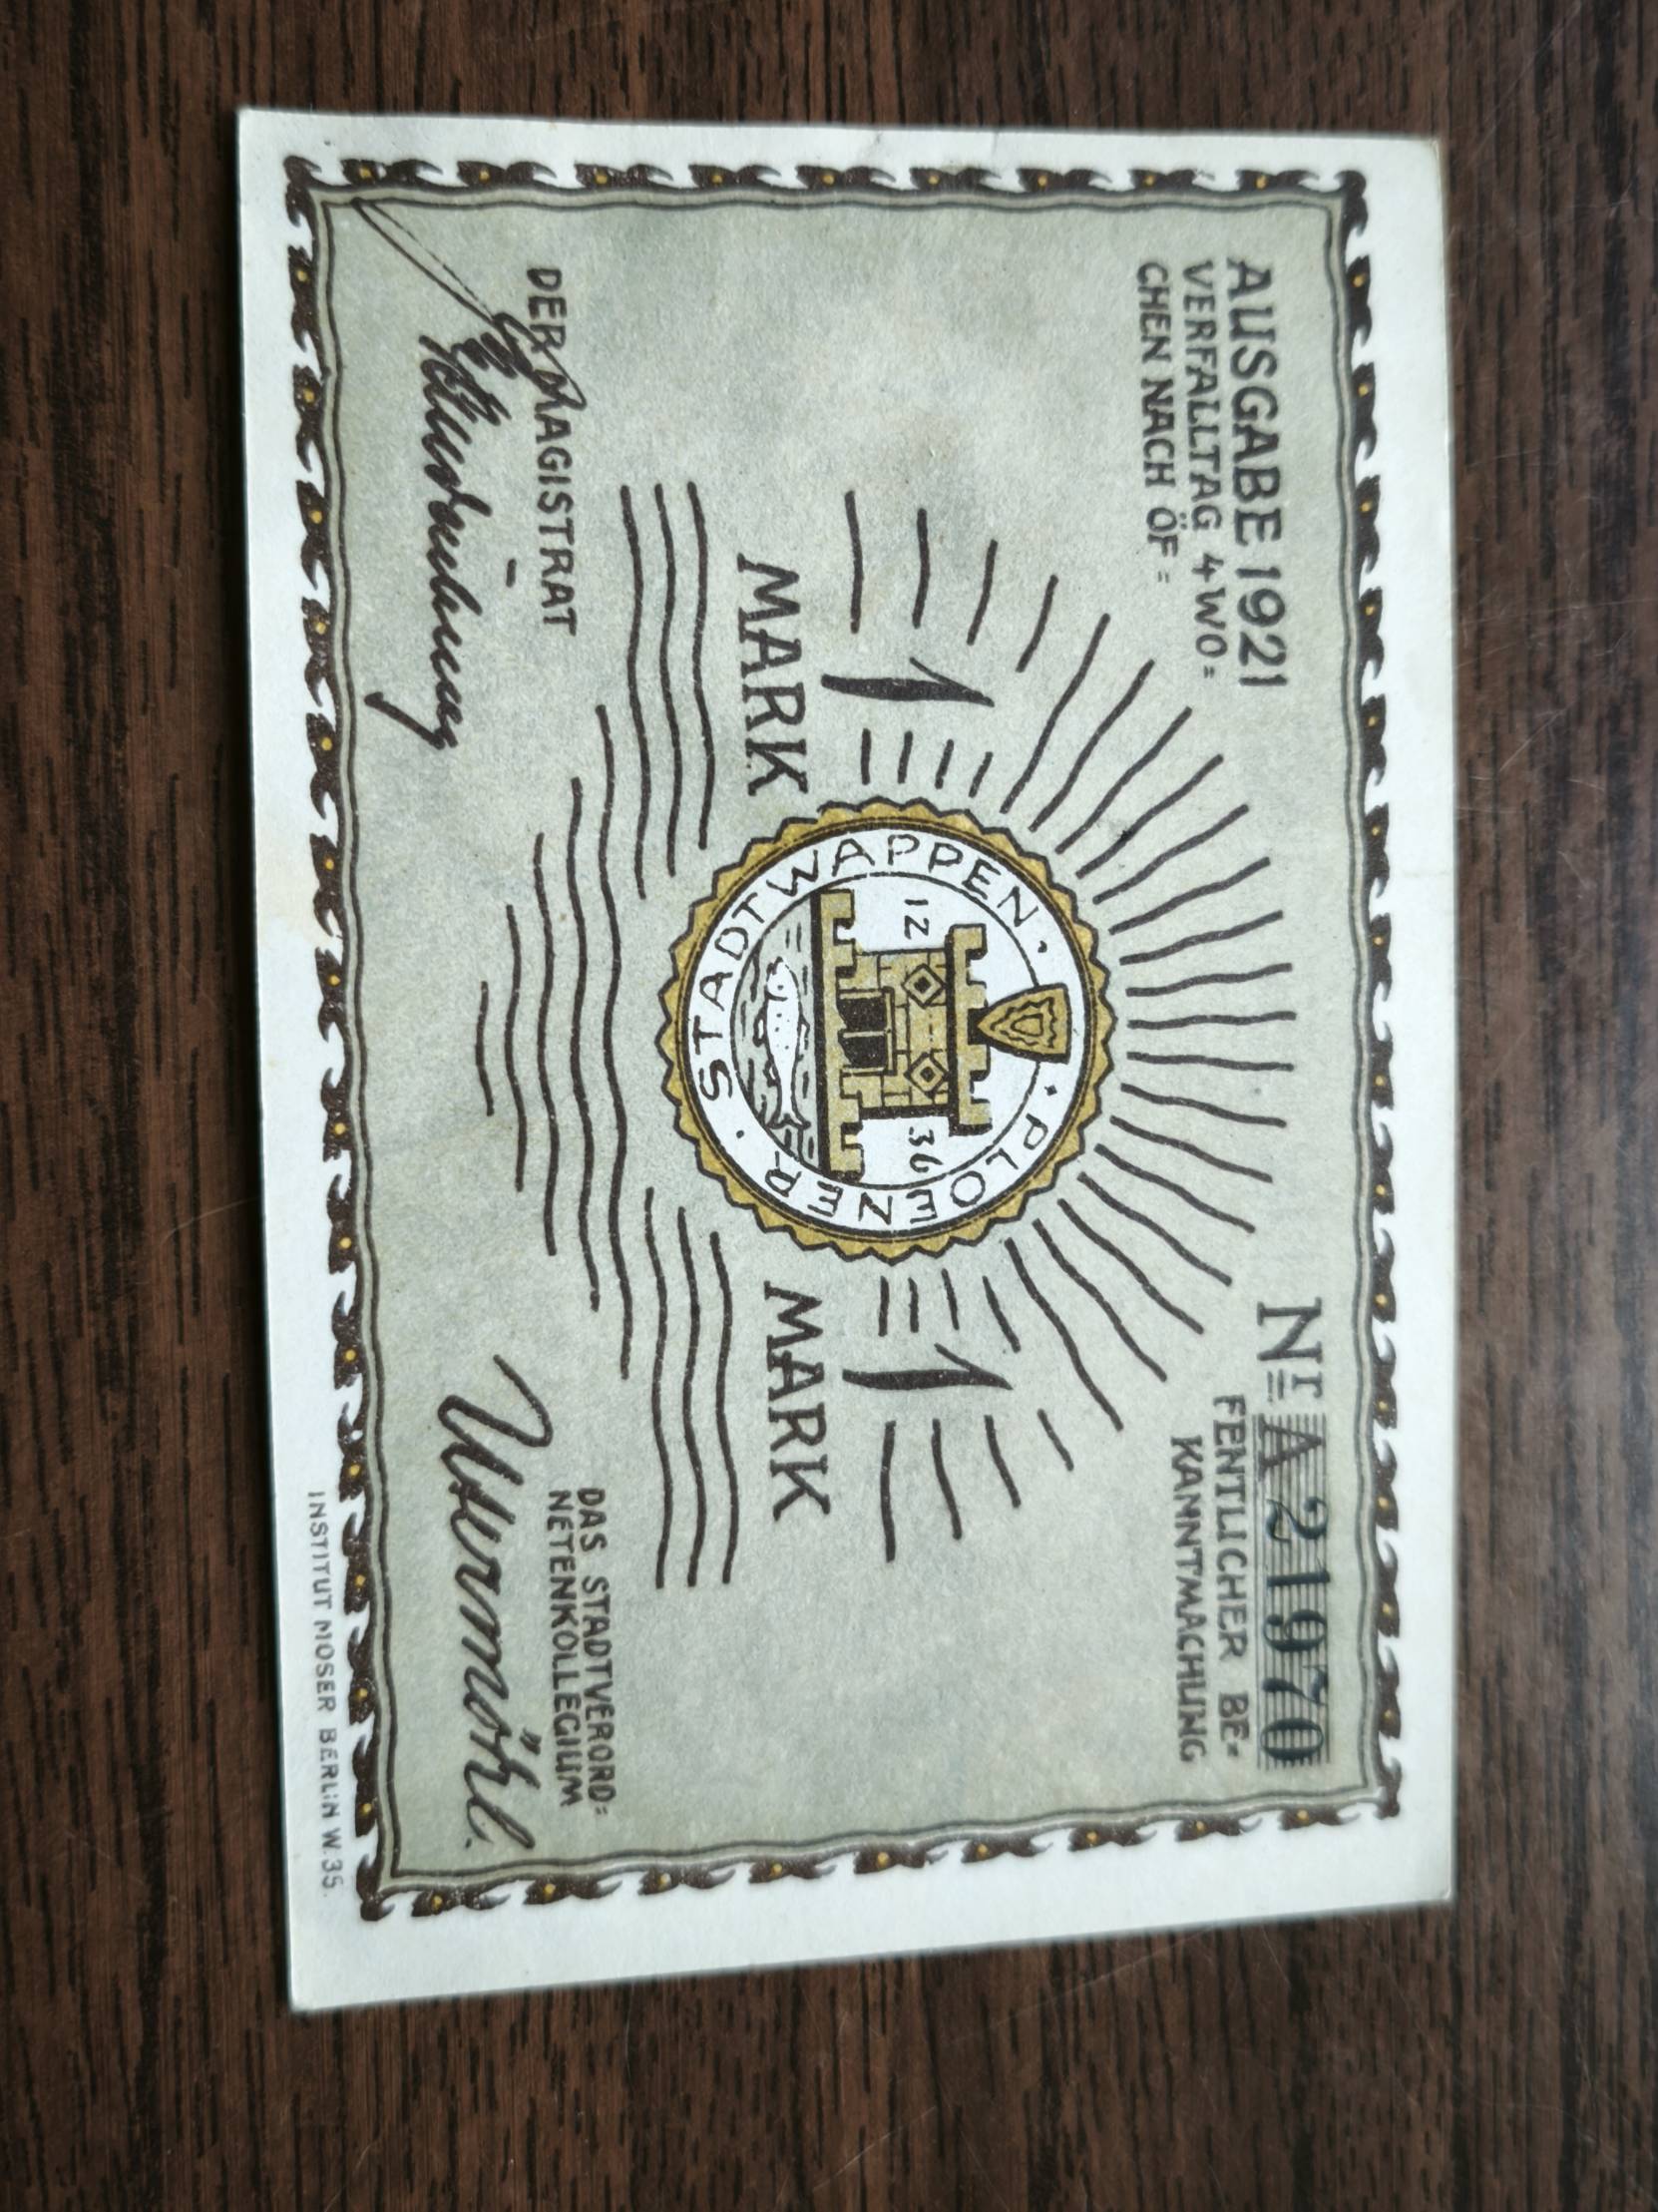 AUSGABE 1921
VERFALLTAG 4 WO=
CHEN NACH ÖF=
Nr A 21970
FENTLICHER BE=
KANNTMACHUNG
1 1
MARK MARK
STADTWAPPEN · PLOENER ·
12 36
DER MAGISTRAT
DAS STADTVERORD=
NETENKOLLEGIUM
INSTITUT MOSER BERLIN W.35.